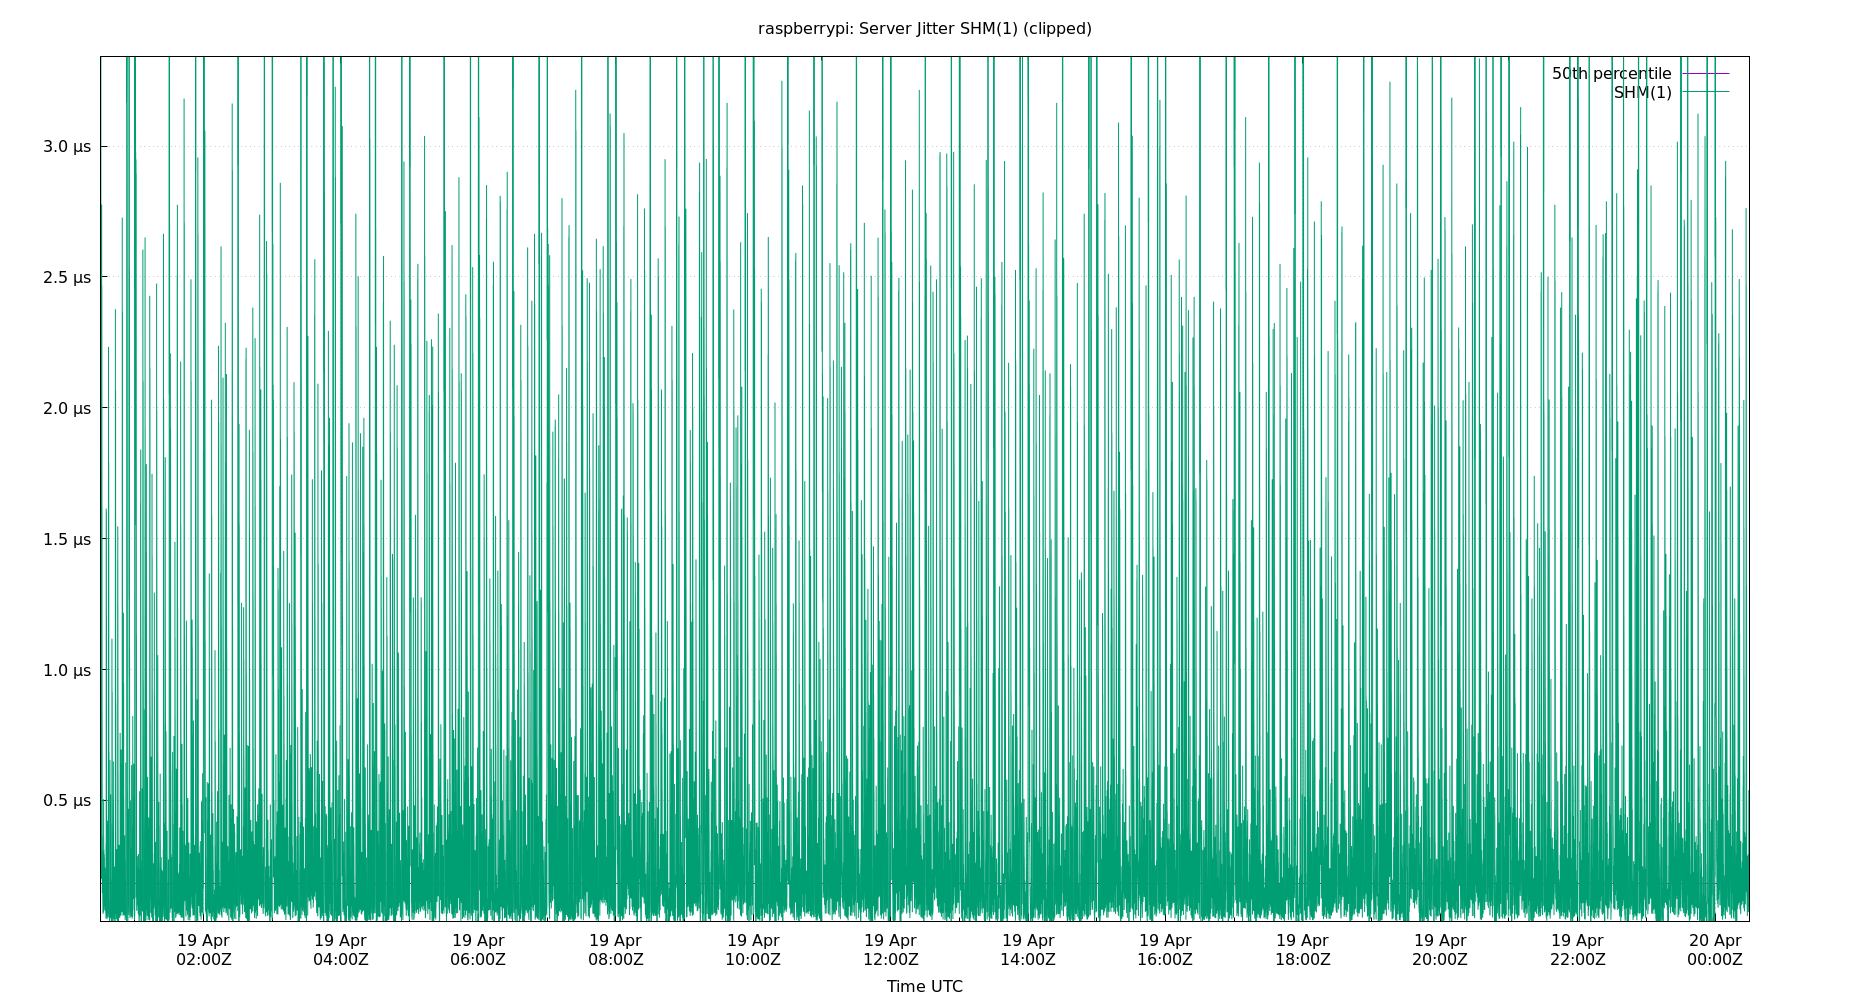 raspberrypi: Server Jitter SHM(1) (clipped)
50th percentile
SHM(1)
3.0 µs
2.5 µs
2.0 µs
1.5 µs
1.0 µs
0.5 µs
19 Apr 19 Apr 19 Apr 19 Apr 19 Apr 19 Apr 19 Apr 19 Apr 19 Apr 19 Apr 19 Apr 20 Apr
02:00Z 04:00Z 06:00Z 08:00Z 10:00Z 12:00Z 14:00Z 16:00Z 18:00Z 20:00Z 22:00Z 00:00Z
Time UTC